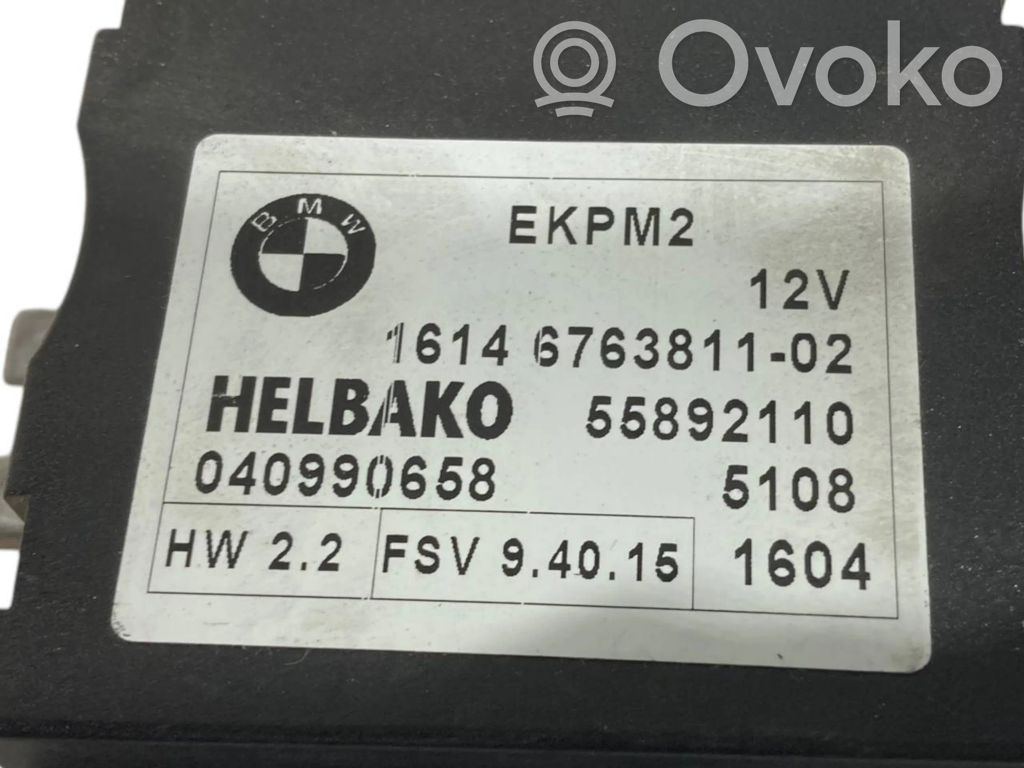 Ovoko
BMW
EKPM2
12V
1614 6763811-02
HELBAKO 55892110
040990658 5108
HW 2.2 FSV 9.40.15 1604